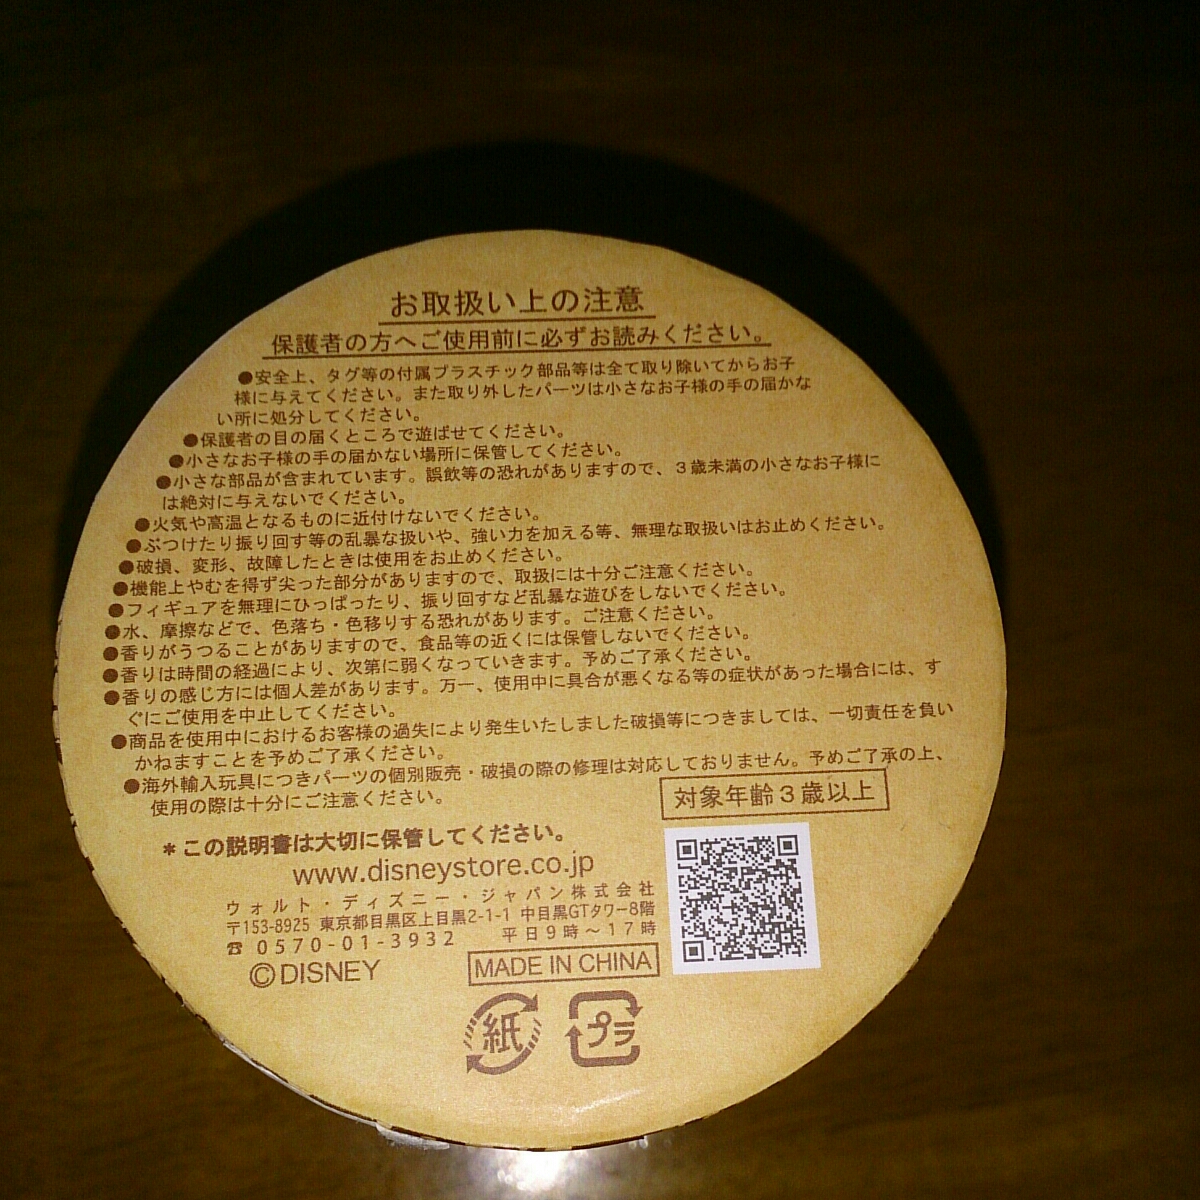 お取扱い上の注意
保護者の方へご使用前に必ずお読みください。
●安全上、タグ等の付属プラスチック部品等は全て取り除いてからお子
様に与えてください。また取り外したパーツは小さなお子様の手の届かな
い所に処分してください。
●保護者の目の届くところで遊ばせてください。
●小さなお子様の手の届かない場所に保管してください。
●小さな部品が含まれています。誤飲等の恐れがありますので、３歳未満の小さなお子様に
は絶対に与えないでください。
●火気や高温となるものに近付けないでください。
●ぶつけたり振り回す等の乱暴な扱いや、強い力を加える等、無理な取扱いはお止めください。
●破損、変形、故障したときは使用をお止めください。
●機能上やむを得ず尖った部分がありますので、取扱には十分ご注意ください。
●フィギュアを無理にひっぱったり、振り回すなど乱暴な遊びをしないでください。
●水、摩擦などで、色落ち・色移りする恐れがあります。ご注意ください。
●香りがうつることがありますので、食品等の近くには保管しないでください。
●香りは時間の経過により、次第に弱くなっていきます。予めご了承ください。
●香りの感じ方には個人差があります。万一、使用中に具合が悪くなる等の症状があった場合には、す
ぐにご使用を中止してください。
●商品を使用中におけるお客様の過失により発生いたしました破損等につきましては、一切責任を負い
かねますことを予めご了承ください。
●海外輸入玩具につきパーツの個別販売・破損の際の修理は対応しておりません。予めご了承の上、
使用の際は十分にご注意ください。
対象年齢３歳以上
＊この説明書は大切に保管してください。
www.disneystore.co.jp
ウォルト・ディズニー・ジャパン株式会社
〒153-8925 東京都目黒区上目黒2-1-1 中目黒GTタワー8階
☎ 0570-01-3932 平日９時～１７時
©DISNEY
MADE IN CHINA
紙
プラ